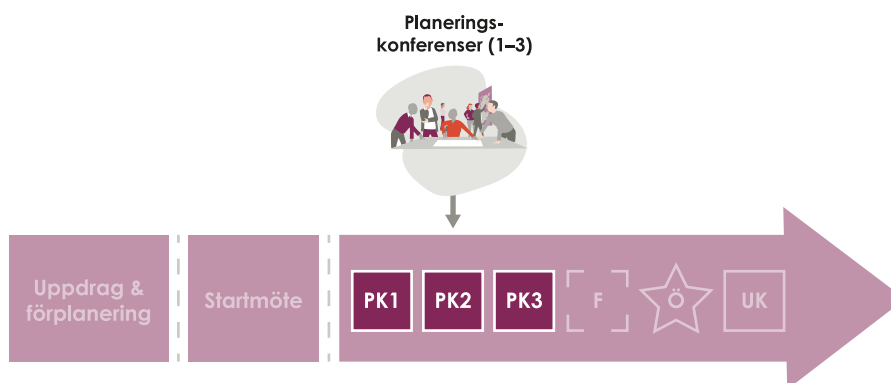 Planerings-
konferenser (1–3)
Uppdrag &
förplanering
Startmöte
PK1
PK2
PK3
F
Ö
UK